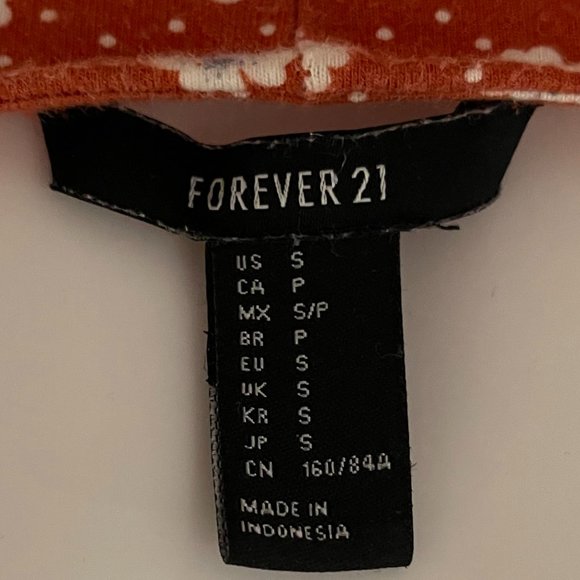 FOREVER 21
US S
CA P
MX S/P
BR P
EU S
UK S
KR S
JP S
CN 160/84A
MADE IN
INDONESIA